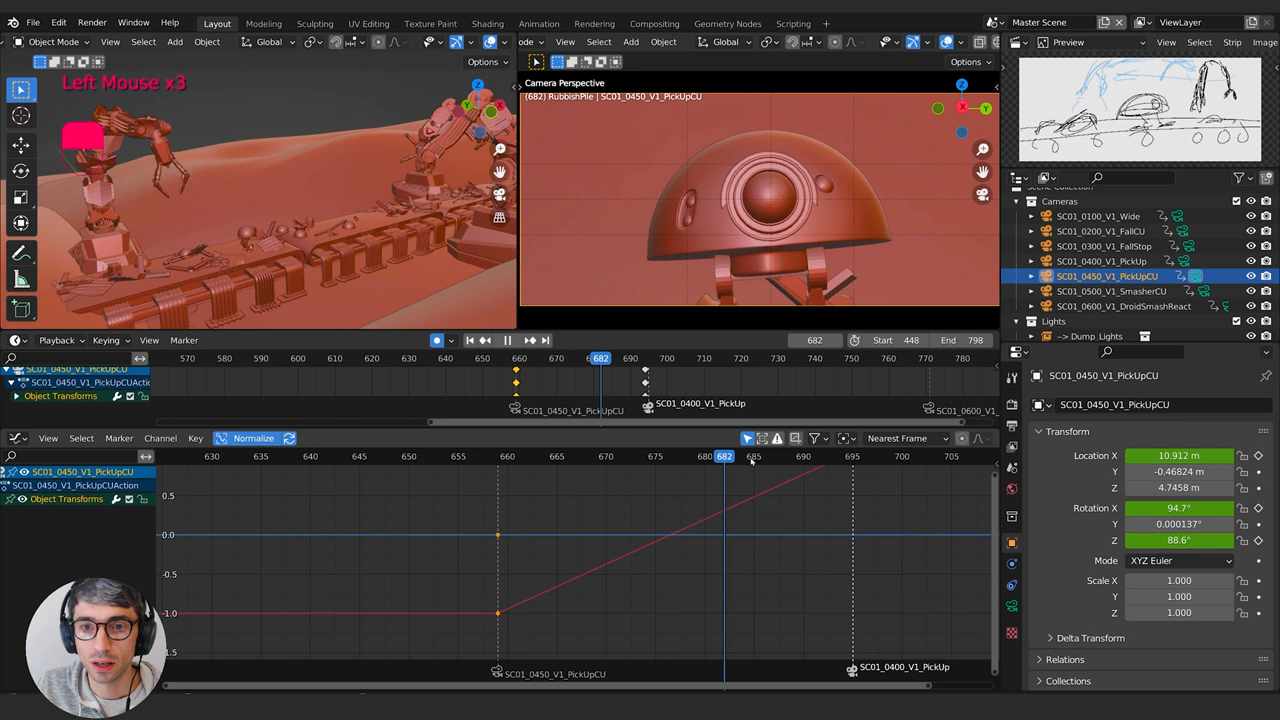 File Edit Render Window Help Layout Modeling Sculpting UV Editing Texture Paint Shading Animation Rendering Compositing Geometry Nodes Scripting + Master Scene ViewLayer
Object Mode View Select Add Object Global
ode View Select Add Object Global
Preview View Select Strip Image
Options
Options
Left Mouse x3
Camera Perspective
(682) RubbishPile | SC01_0450_V1_PickUpCU
Scene Collection
Cameras
SC01_0100_V1_Wide
SC01_0200_V1_FallCU
SC01_0300_V1_FallStop
SC01_0400_V1_PickUp
SC01_0450_V1_PickUpCU
SC01_0500_V1_SmasherCU
SC01_0600_V1_DroidSmashReact
Lights
--> Dump_Lights
Playback Keying View Marker 682 Start 448 End 798
570 580 590 600 610 620 630 640 650 660 670 682 690 700 710 720 730 740 750 760 770 780
SC01_0450_V1_PickUpCU
SC01_0450_V1_PickUpCUActic
Object Transforms
SC01_0450_V1_PickUpCU SC01_0400_V1_PickUp SC01_0600_V1_
View Select Marker Channel Key Normalize Nearest Frame
630 635 640 645 650 655 660 665 670 675 680 682 685 690 695 700 705
SC01_0450_V1_PickUpCU
SC01_0450_V1_PickUpCUAction
Object Transforms
0.5
0.0
-0.5
-1.0
1.5
SC01_0450_V1_PickUpCU SC01_0400_V1_PickUp
SC01_0450_V1_PickUpCU
SC01_0450_V1_PickUpCU
Transform
Location X 10.912 m
Y -0.46824 m
Z 4.7458 m
Rotation X 94.7°
Y 0.000137°
Z 88.6°
Mode XYZ Euler
Scale X 1.000
Y 1.000
Z 1.000
Delta Transform
Relations
Collections